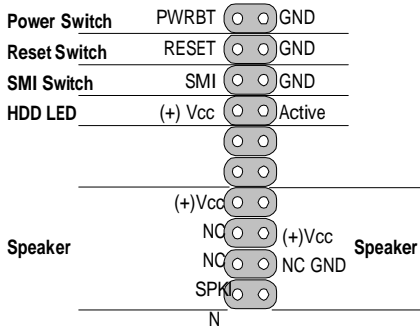 Power Switch PWRBT GND
Reset Switch RESET GND
SMI Switch SMI GND
HDD LED (+) Vcc Active
(+)Vcc
NC (+)Vcc
Speaker Speaker
NC NC GND
SPKI
N